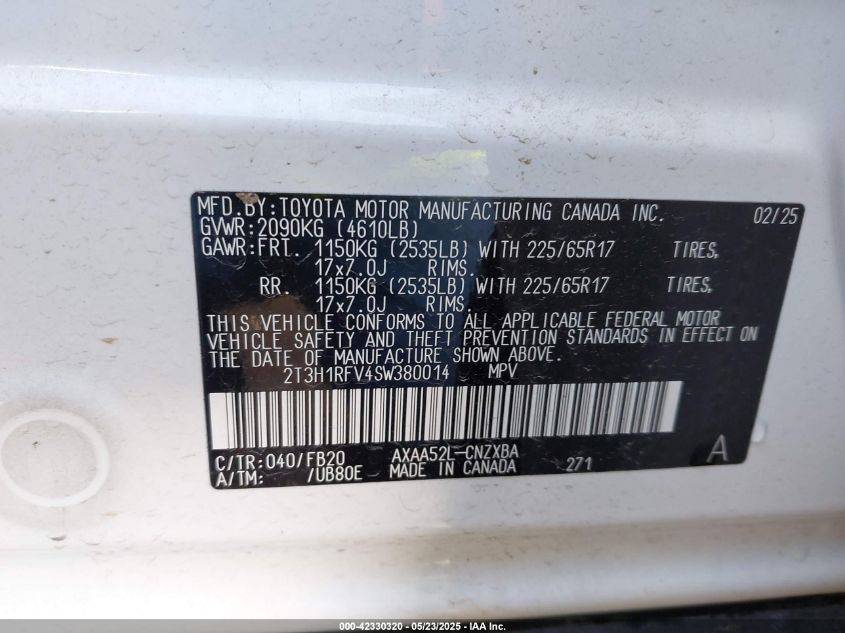 MFD.BY:TOYOTA MOTOR MANUFACTURING CANADA INC. 02/25
GVWR:2090KG (4610LB)
GAWR:FRT. 1150KG (2535LB) WITH 225/65R17 TIRES,
17x7.0J RIMS.
RR. 1150KG (2535LB) WITH 225/65R17 TIRES,
17x7.0J RIMS.
THIS VEHICLE CONFORMS TO ALL APPLICABLE FEDERAL MOTOR
VEHICLE SAFETY AND THEFT PREVENTION STANDARDS IN EFFECT ON
THE DATE OF MANUFACTURE SHOWN ABOVE.
2T3H1RFV4SW380014 MPV
C/TR:040/FB20 AXAA52L-CNZXBA
A/TM: /UB80E MADE IN CANADA 271 A
000-42330320 - 05/23/2025 - IAA Inc.